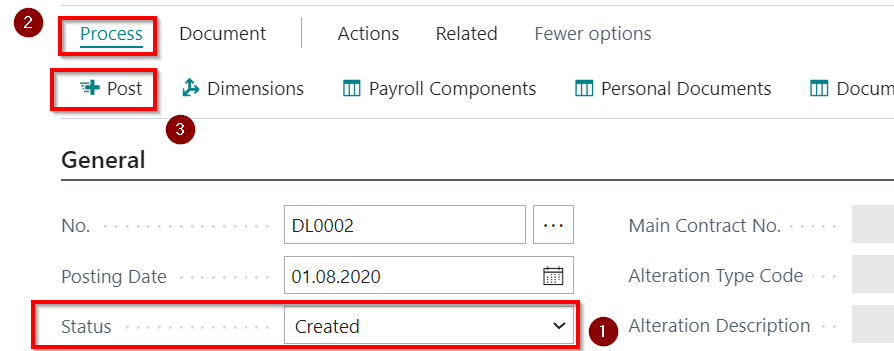 2 Process Document Actions Related Fewer options
Post Dimensions Payroll Components Personal Documents Docum
3
General
No. DL0002 ... Main Contract No.
Posting Date 01.08.2020 Alteration Type Code
Status Created 1 Alteration Description